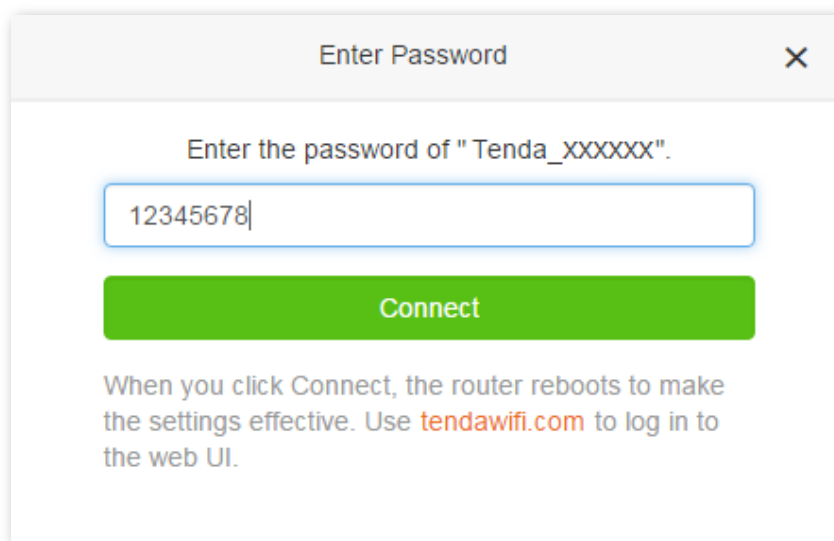 Enter Password
Enter the password of " Tenda_XXXXXX".
12345678
Connect
When you click Connect, the router reboots to make
the settings effective. Use tendawifi.com to log in to
the web UI.